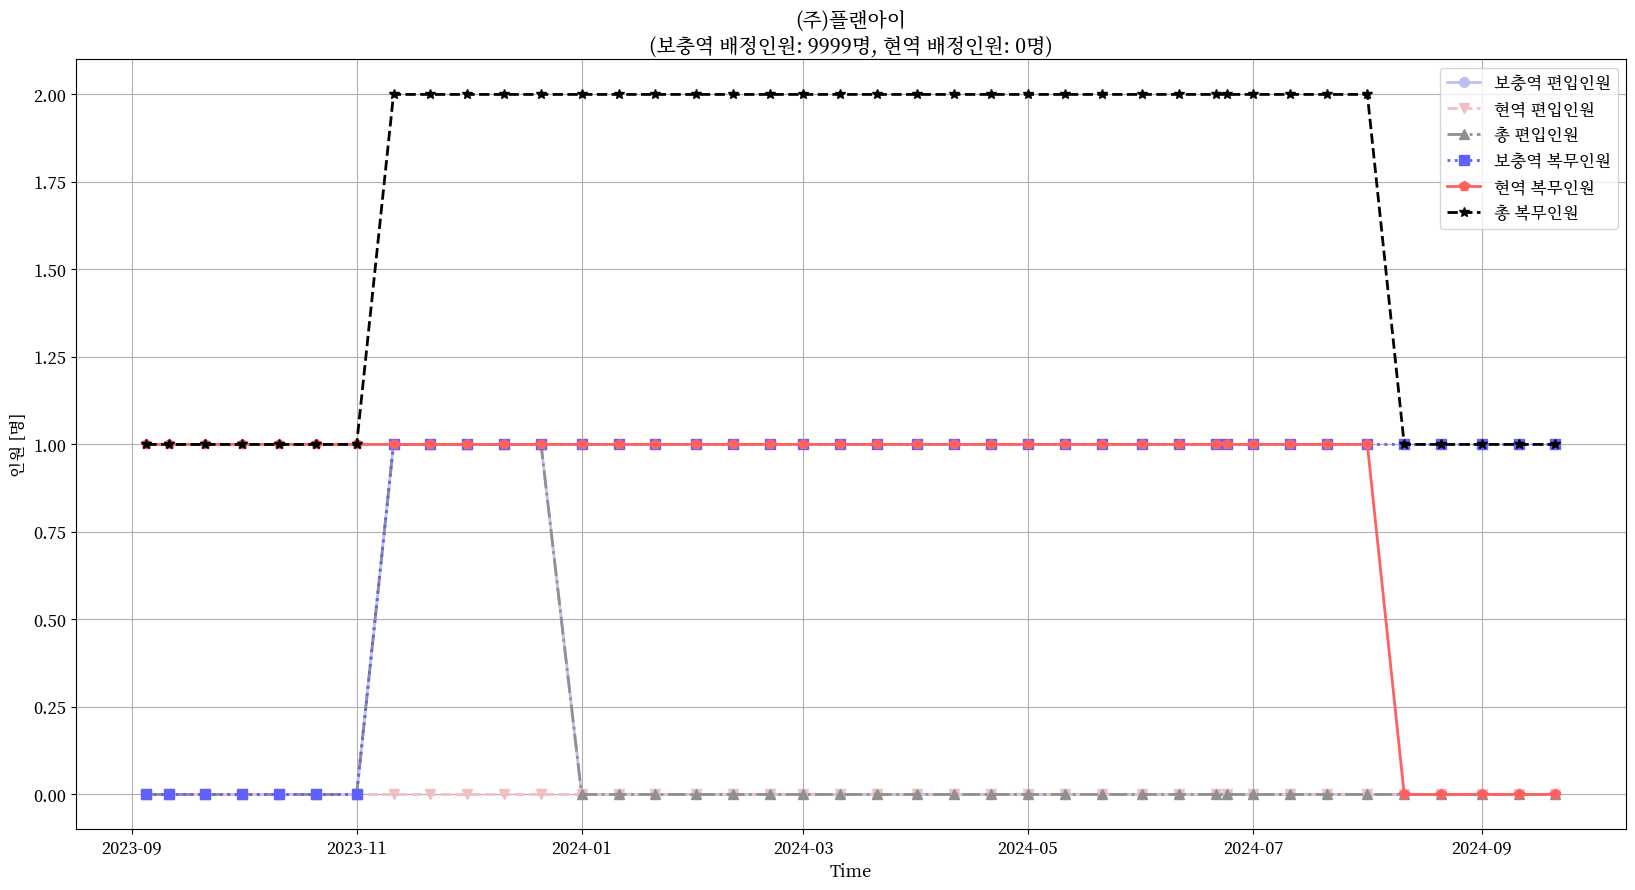 (주)플랜아이
(보충역 배정인원: 9999명, 현역 배정인원: 0명)
보충역 편입인원
현역 편입인원
총 편입인원
보충역 복무인원
현역 복무인원
총 복무인원
인원 [명]
2.00
1.75
1.50
1.25
1.00
0.75
0.50
0.25
0.00
2023-09
2023-11
2024-01
2024-03
2024-05
2024-07
2024-09
Time